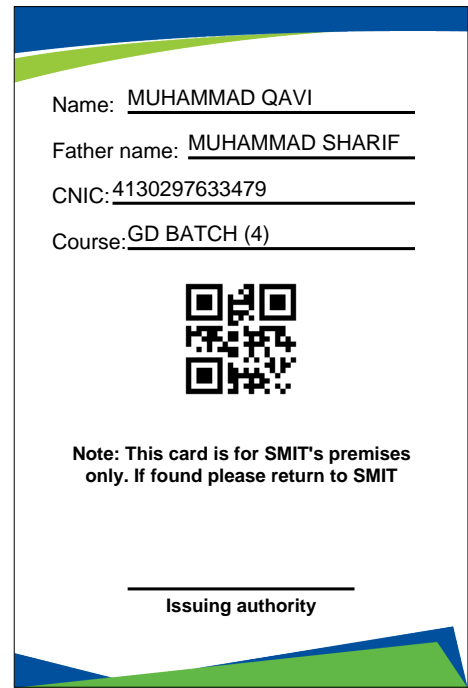 Name: MUHAMMAD QAVI
Father name: MUHAMMAD SHARIF
CNIC: 4130297633479
Course: GD BATCH (4)
Note: This card is for SMIT's premises
only. If found please return to SMIT
Issuing authority